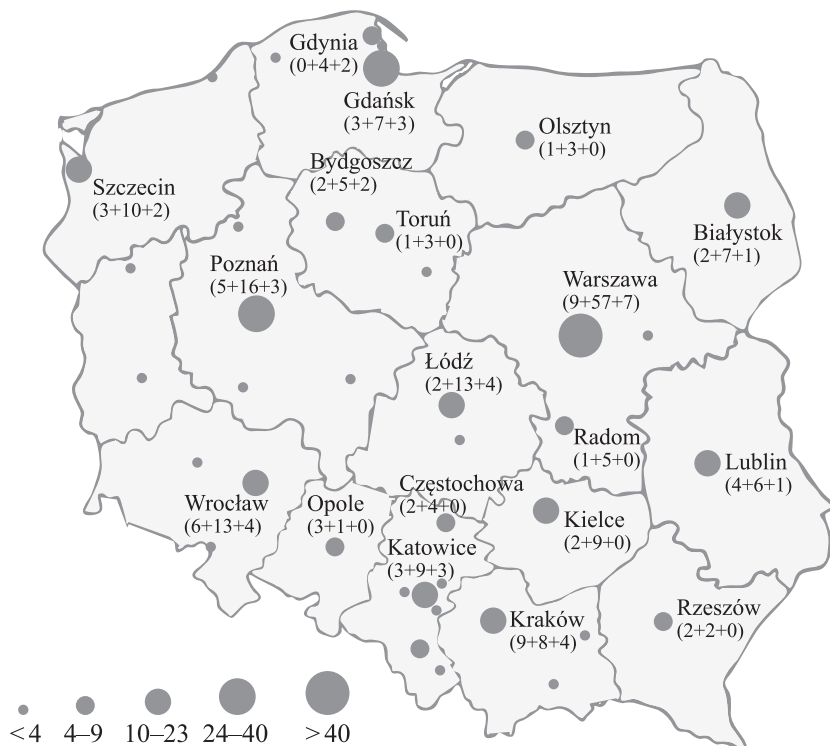 Gdynia
(0+4+2)
Gdańsk
(3+7+3)
Olsztyn
(1+3+0)
Bydgoszcz
(2+5+2)
Szczecin
(3+10+2)
Toruń
(1+3+0)
Białystok
(2+7+1)
Poznań
(5+16+3)
Warszawa
(9+57+7)
Łódź
(2+13+4)
Radom
(1+5+0)
Lublin
(4+6+1)
Częstochowa
(2+4+0)
Wrocław
(6+13+4)
Opole
(3+1+0)
Kielce
(2+9+0)
Katowice
(3+9+3)
Kraków
(9+8+4)
Rzeszów
(2+2+0)
< 4 4–9 10–23 24–40 > 40